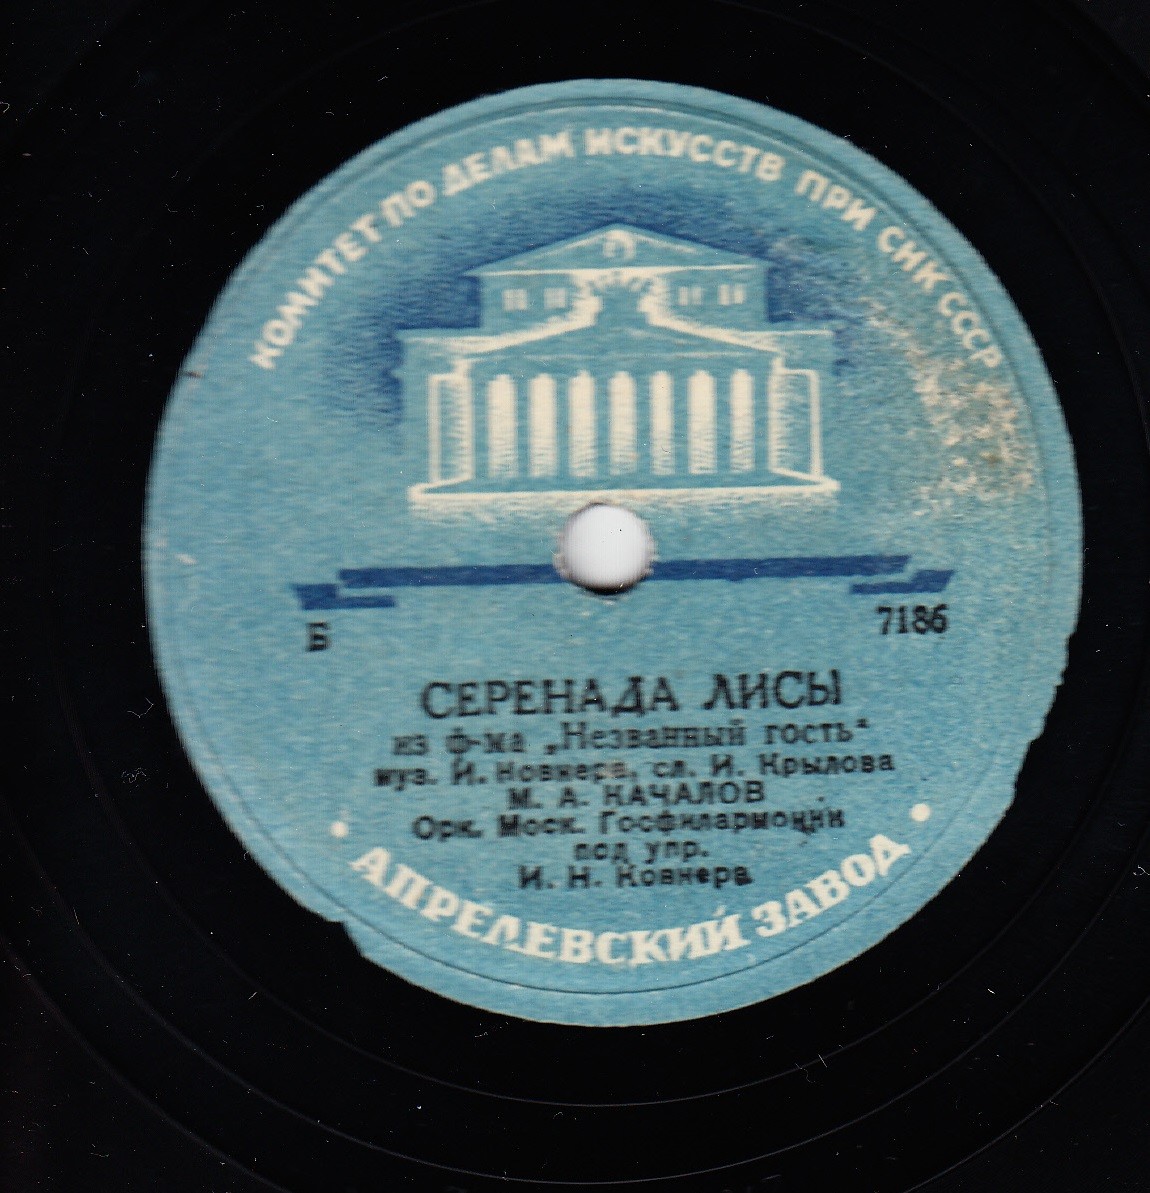 КОМИТЕТ ПО ДЕЛАМ ИСКУССТВ ПРИ СНК СССР
Б 7186
СЕРЕНАДА ЛИСЫ
из ф-ма „Незванный гость“
муз. И. Ковнера, сл. И. Крылова
М. А. КАЧАЛОВ
Орк. Моск. Госфилармонии
под упр.
И. Н. Ковнера
• АПРЕЛЕВСКИЙ ЗАВОД •